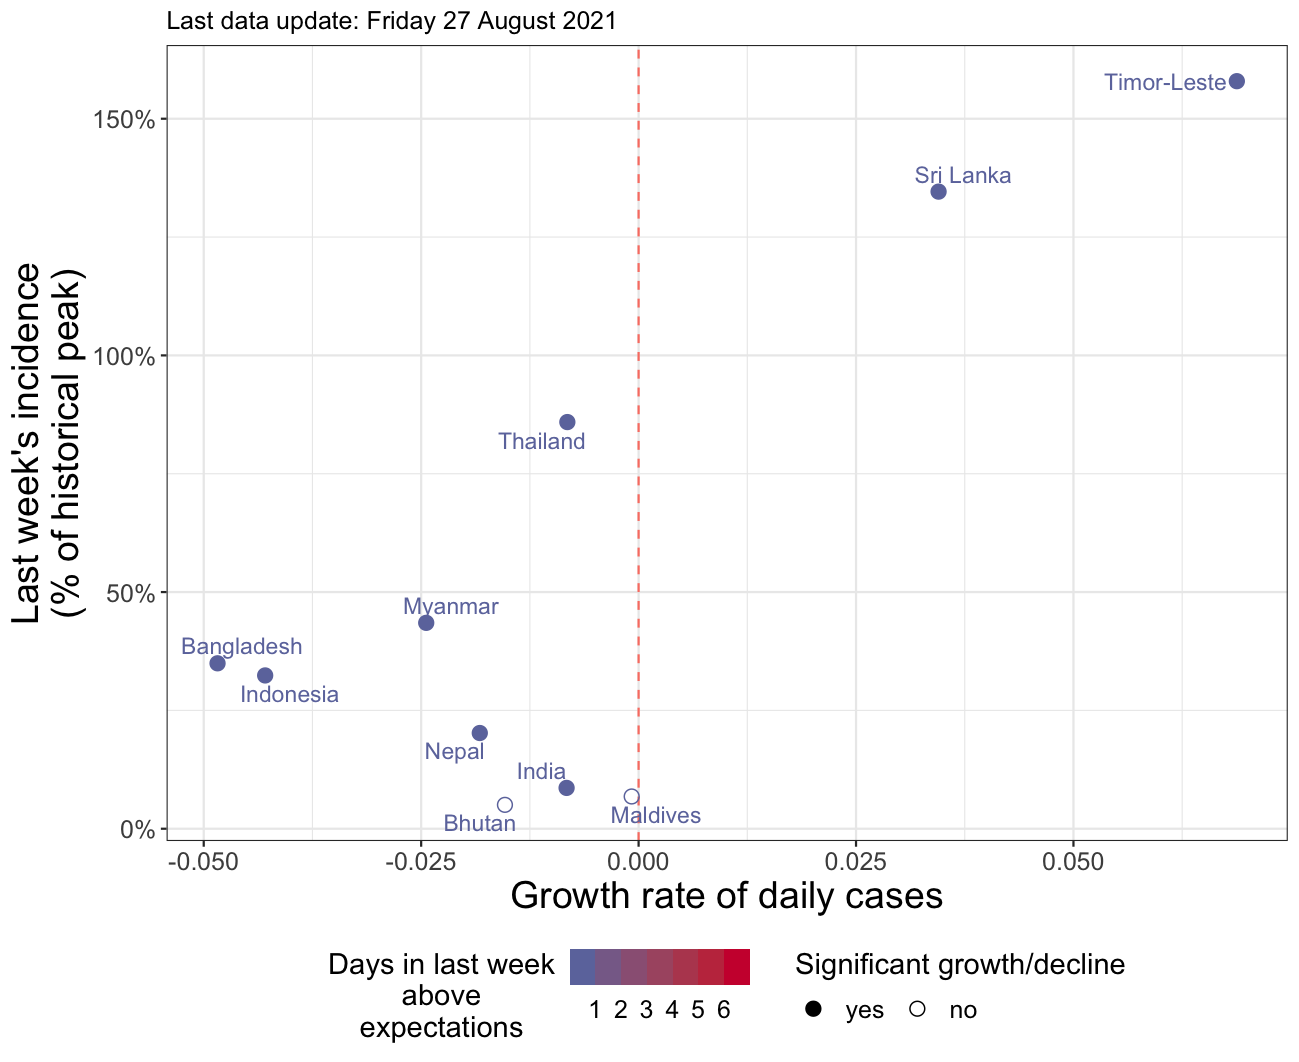 Last data update: Friday 27 August 2021
Last week's incidence
(% of historical peak)
150%
100%
50%
0%
Timor-Leste
Sri Lanka
Thailand
Myanmar
Bangladesh
Indonesia
Nepal
India
Bhutan
Maldives
-0.050 -0.025 0.000 0.025 0.050
Growth rate of daily cases
Days in last week
above
expectations
1 2 3 4 5 6
Significant growth/decline
yes no